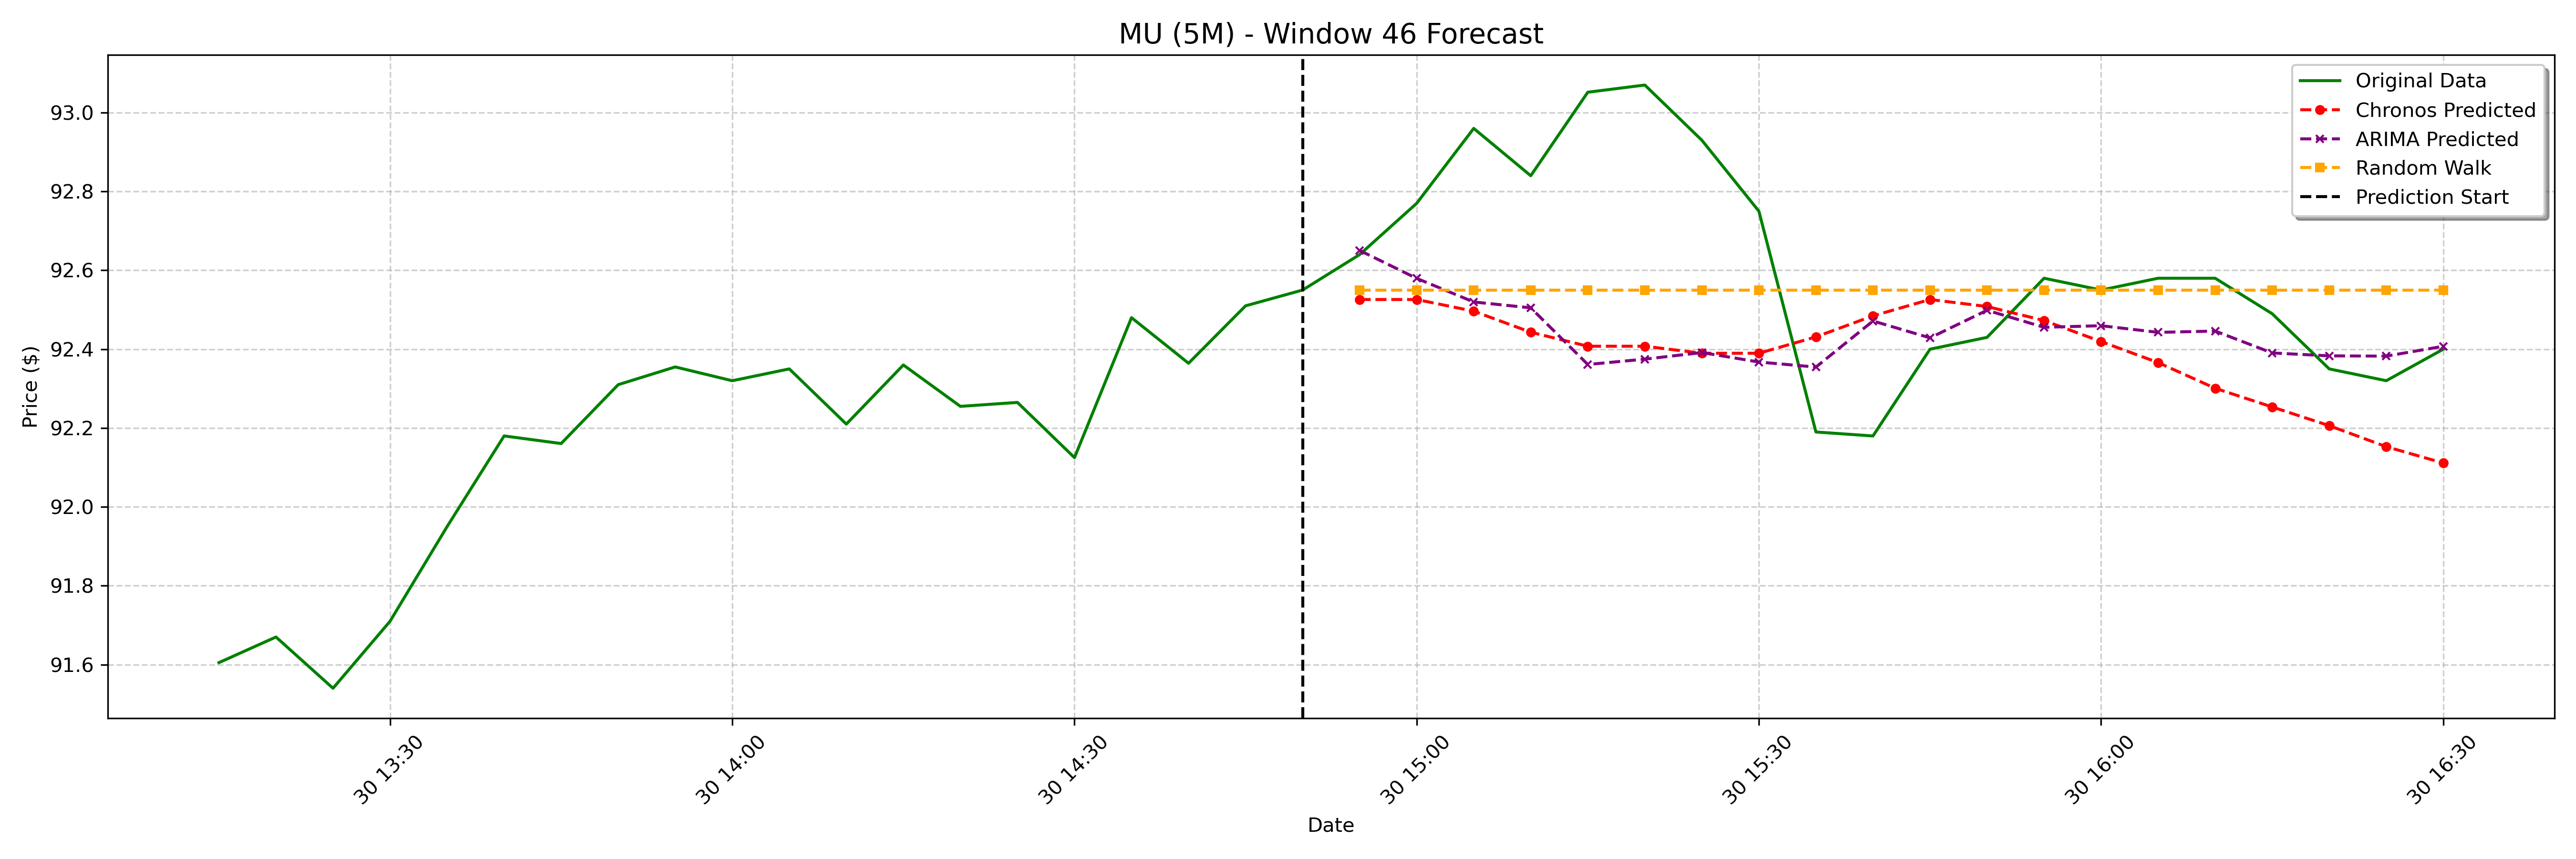 MU (5M) - Window 46 Forecast
Original Data
Chronos Predicted
ARIMA Predicted
Random Walk
Prediction Start
Price ($)
93.0
92.8
92.6
92.4
92.2
92.0
91.8
91.6
30 13:30
30 14:00
30 14:30
30 15:00
30 15:30
30 16:00
30 16:30
Date